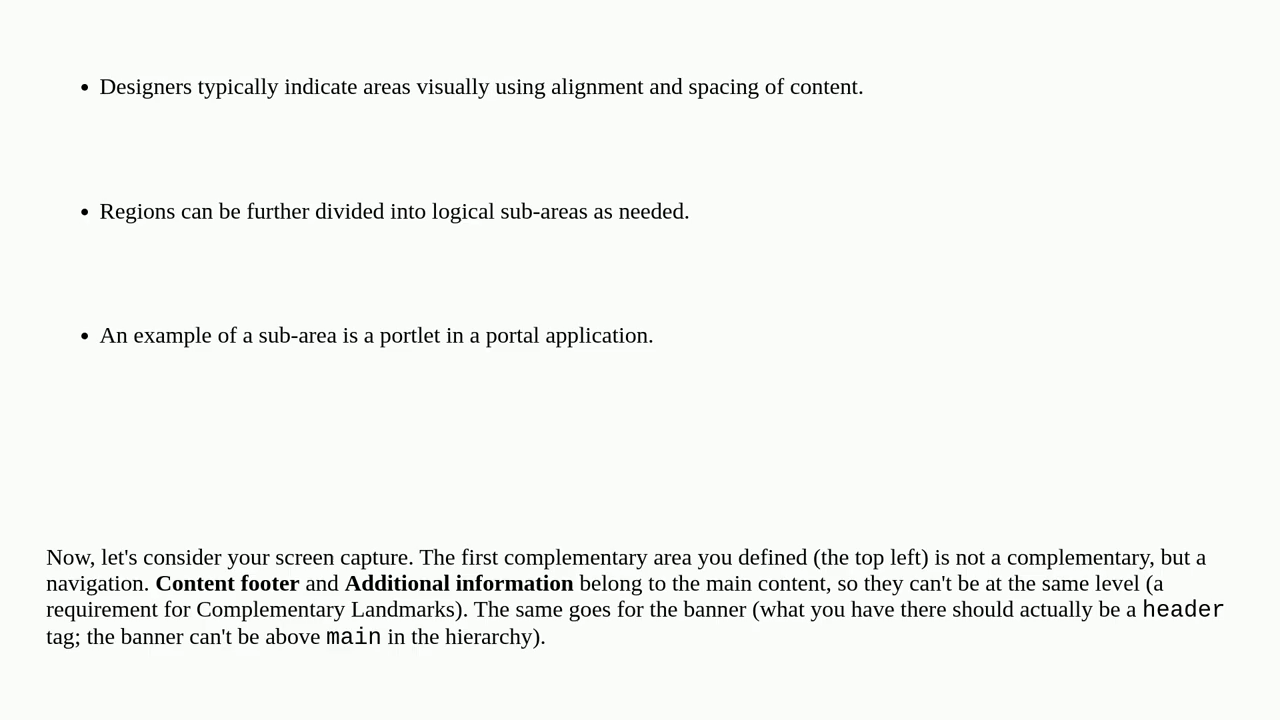 Designers typically indicate areas visually using alignment and spacing of content.
Regions can be further divided into logical sub-areas as needed.
An example of a sub-area is a portlet in a portal application.
Now, let's consider your screen capture. The first complementary area you defined (the top left) is not a complementary, but a
navigation. Content footer and Additional information belong to the main content, so they can't be at the same level (a
requirement for Complementary Landmarks). The same goes for the banner (what you have there should actually be a header
tag; the banner can't be above main in the hierarchy).